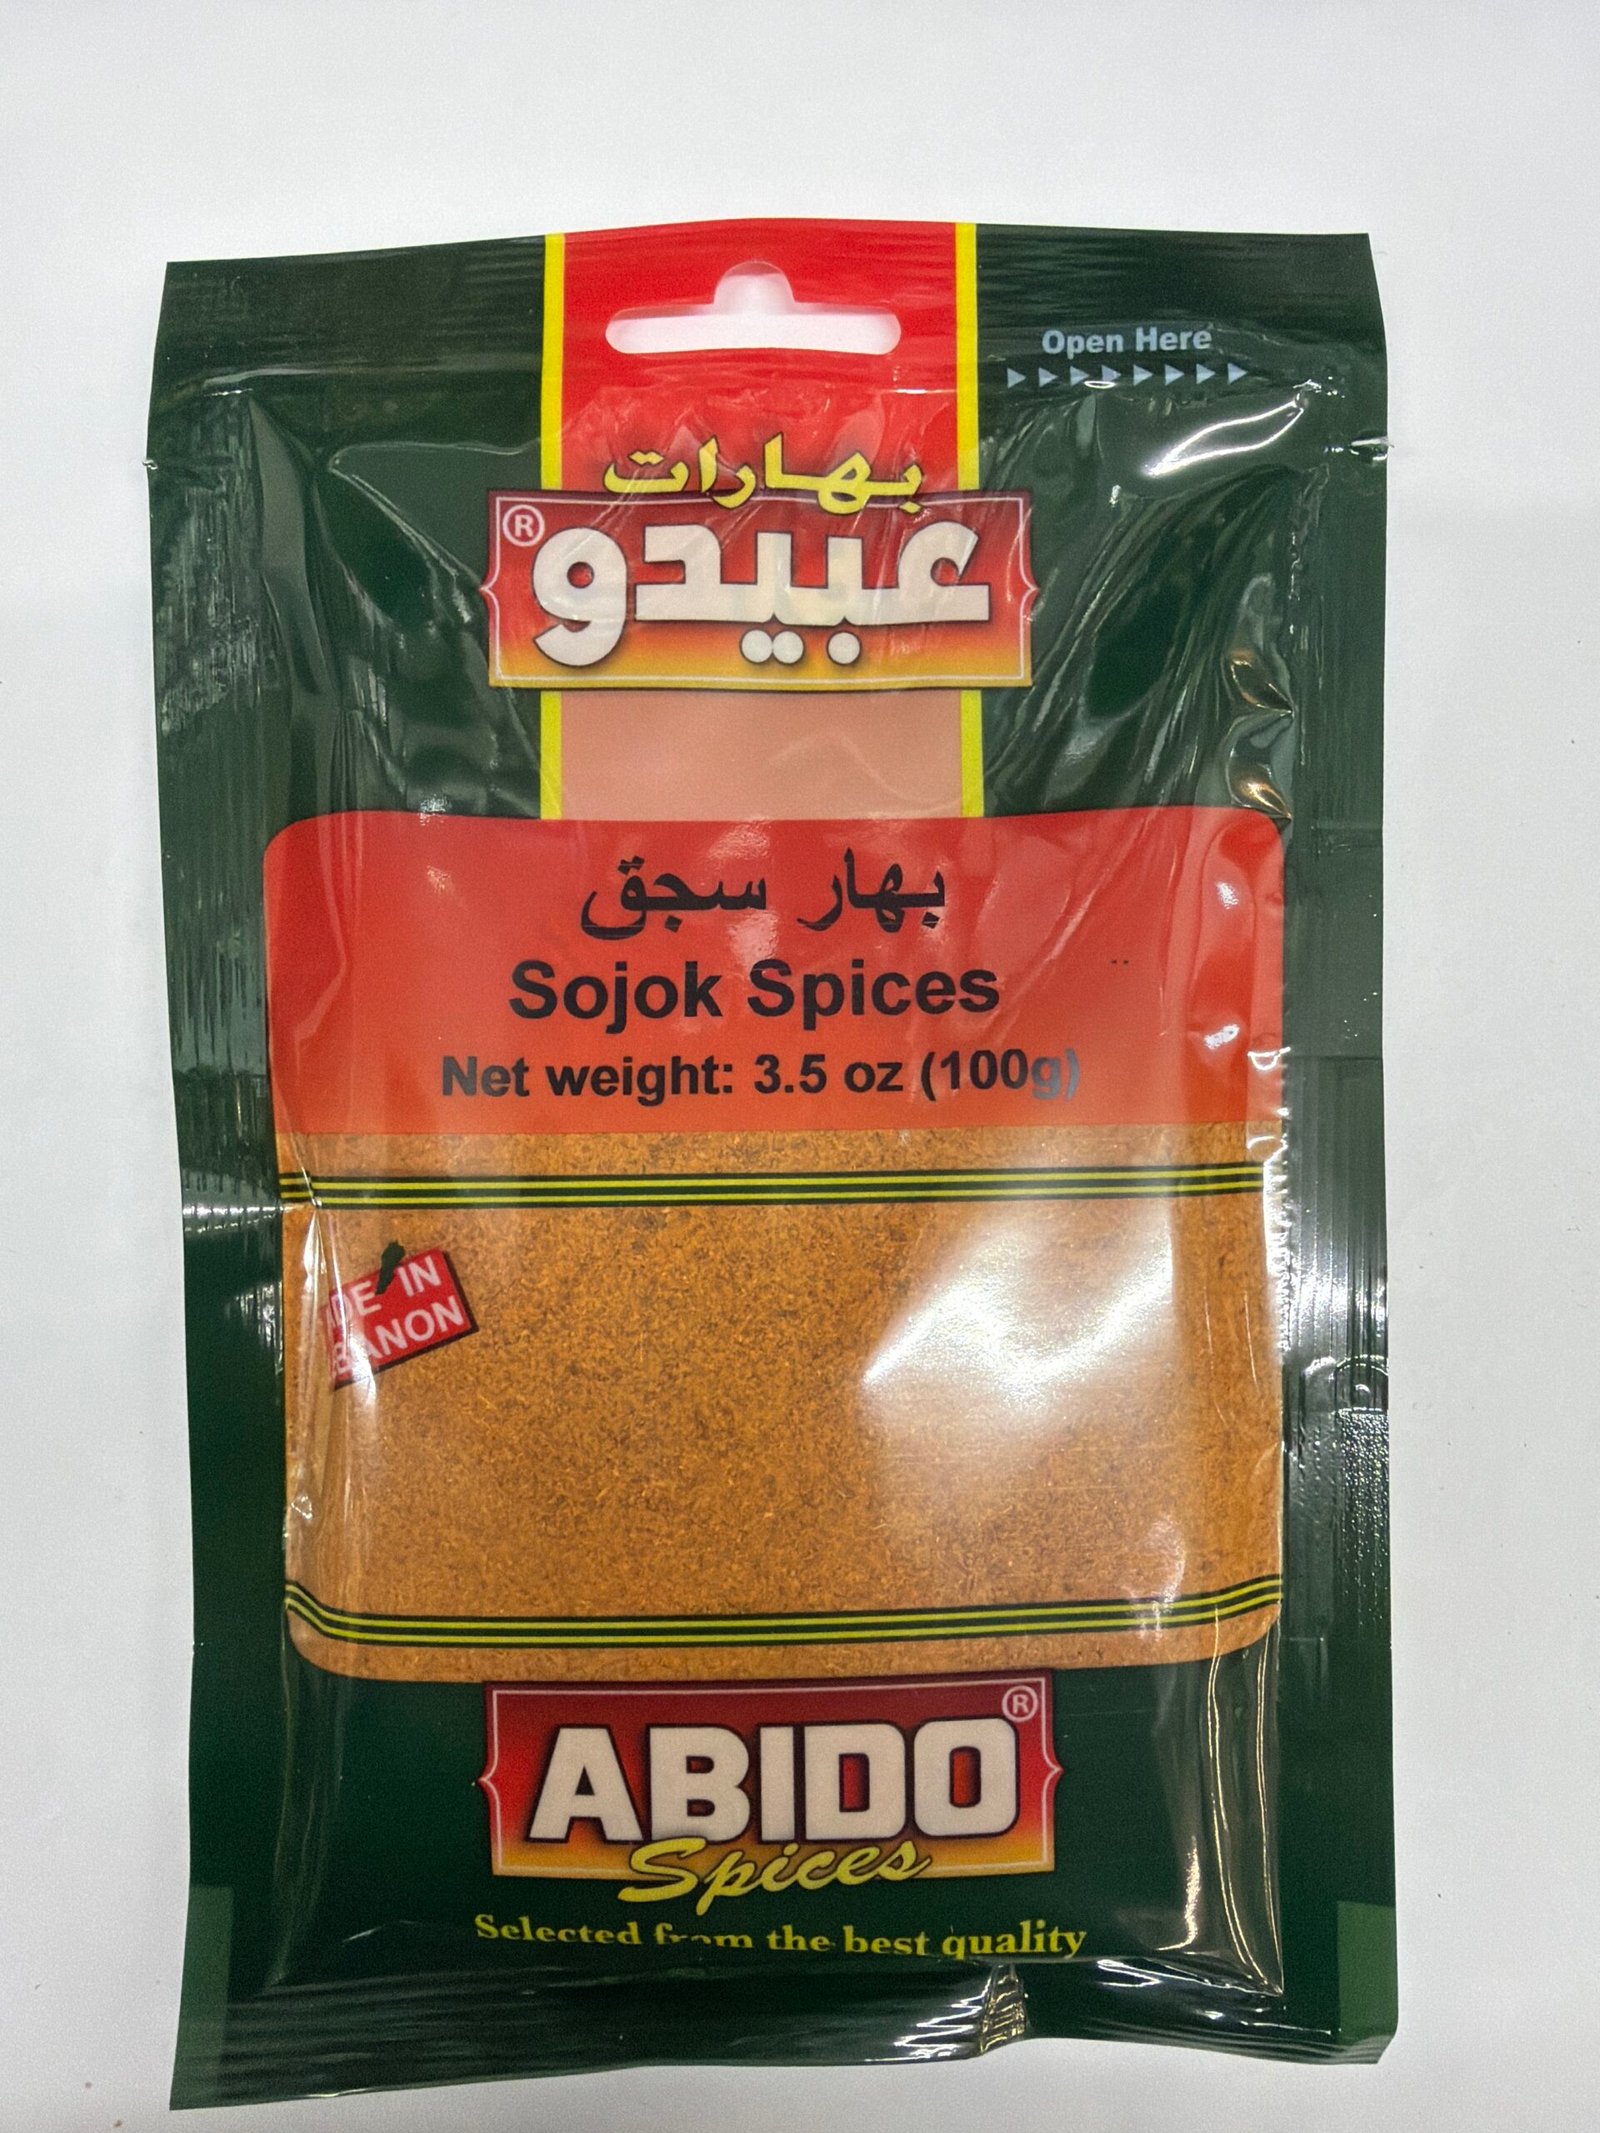 Open Here
بهارات
عبيدو
®
بهار سجق
Sojok Spices
Net weight: 3.5 oz (100g)
IN
ABIDO
®
Spices
Selected from the best quality